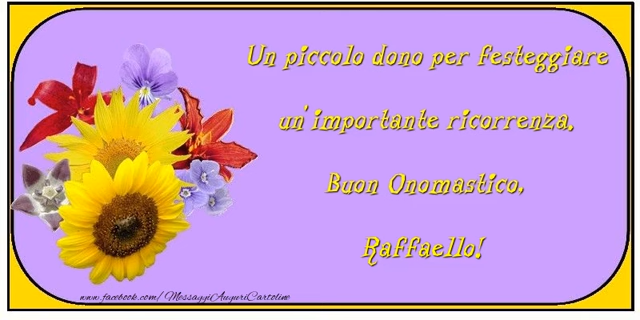 Un piccolo dono per festeggiare
un'importante ricorrenza,
Buon Onomastico,
Raffaello!
www.facebook.com/MessaggiAuguriCartoline